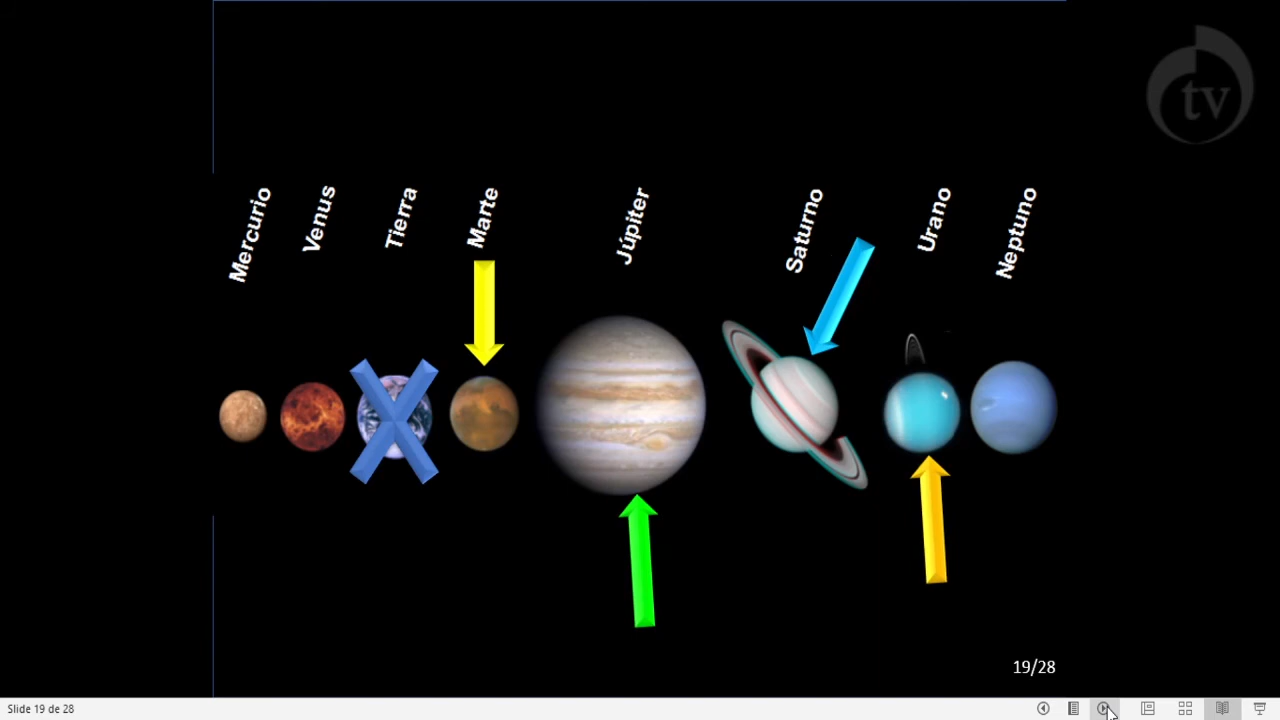 tv
Mercurio
Venus
Tierra
Marte
Júpiter
Saturno
Urano
Neptuno
19/28
Slide 19 de 28